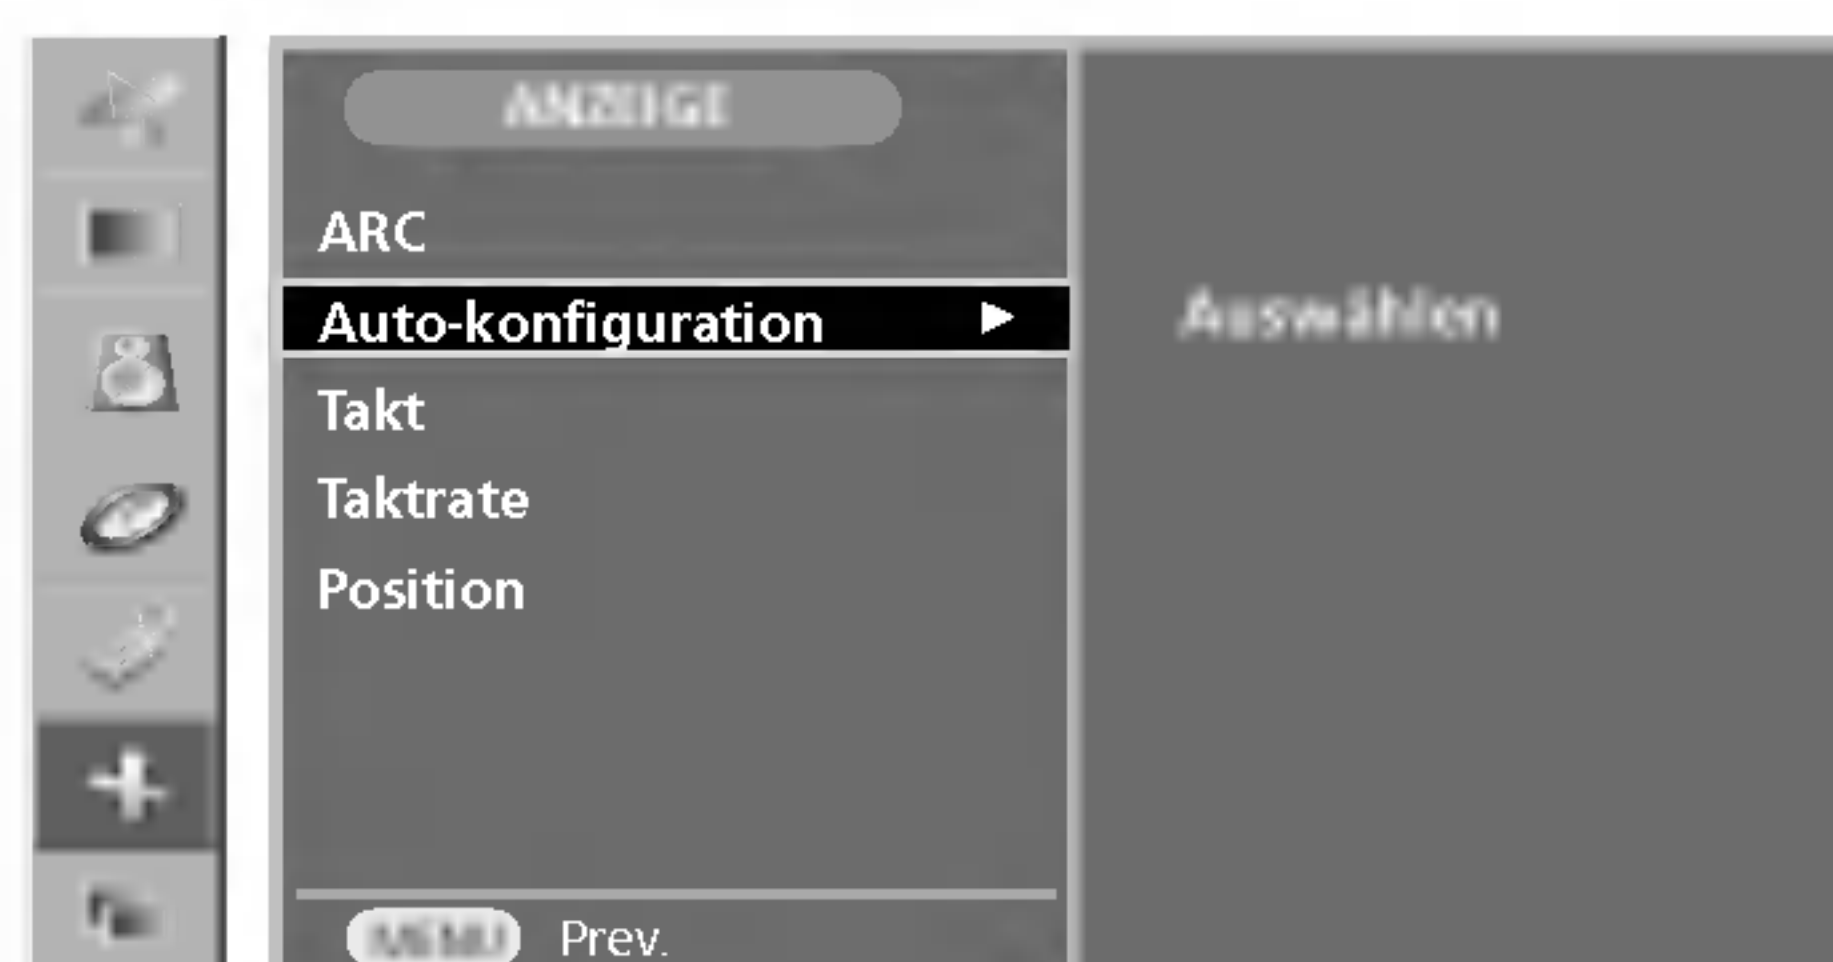 ANZEIGE
ARC
Auto-konfiguration ►
Auswählen
Takt
Taktrate
Position
MENU Prev.